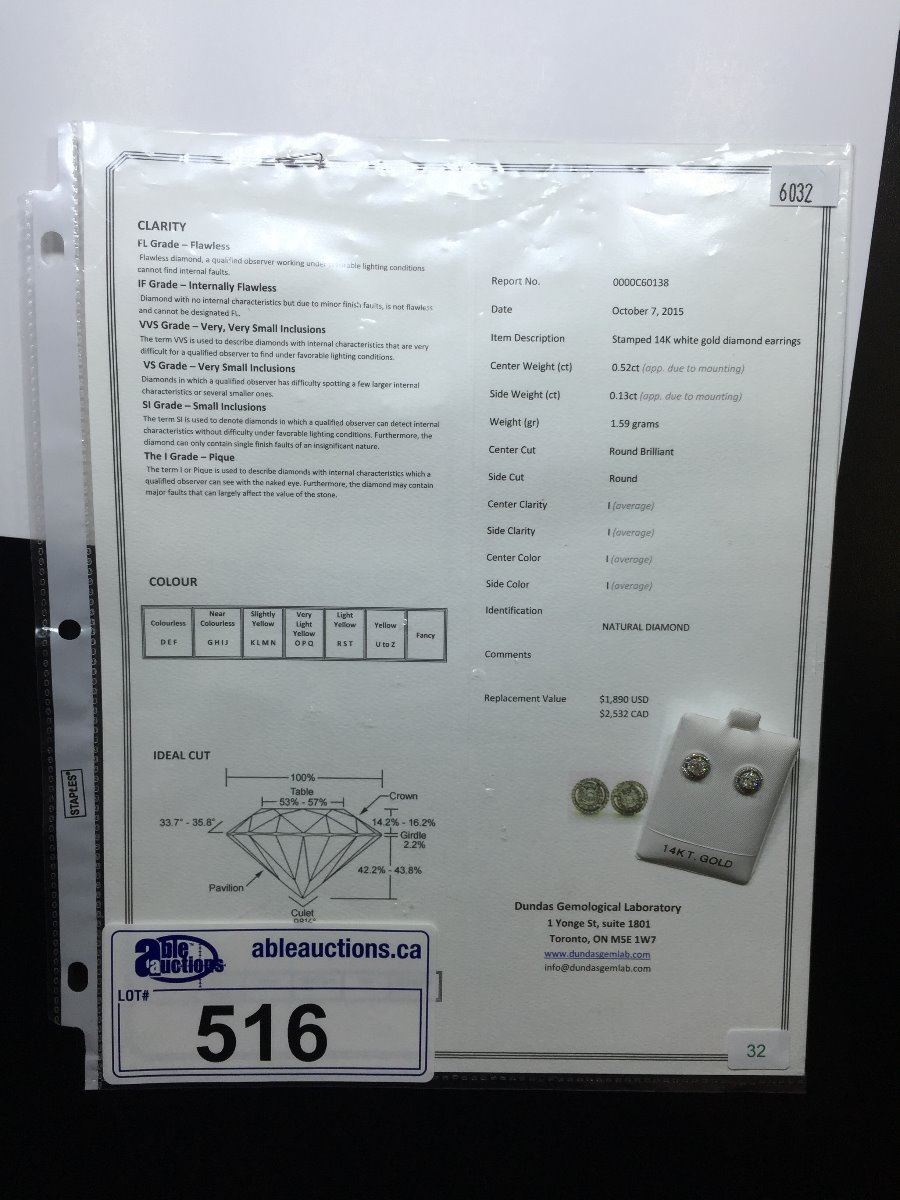 6032
CLARITY
FL Grade – Flawless
Flawless diamond, a qualified observer working under favorable lighting conditions
cannot find internal faults.
IF Grade – Internally Flawless
Diamond with no internal characteristics but due to minor finish faults, is not flawless
and cannot be designated FL.
VVS Grade – Very, Very Small Inclusions
The term VVS is used to describe diamonds with internal characteristics that are very
difficult for a qualified observer to find under favorable lighting conditions.
VS Grade – Very Small Inclusions
Diamonds in which a qualified observer has difficulty spotting a few larger internal
characteristics or several smaller ones.
SI Grade – Small Inclusions
The term SI is used to denote diamonds in which a qualified observer can detect internal
characteristics without difficulty under favorable lighting conditions. Furthermore, the
diamond can only contain single finish faults of an insignificant nature.
The I Grade – Pique
The term I or Pique is used to describe diamonds with internal characteristics which a
qualified observer can see with the naked eye. Furthermore, the diamond may contain
major faults that can largely affect the value of the stone.
COLOUR
Colourless
D E F
Near
Colourless
G H I J
Slightly
Yellow
K L M N
Very
Light
Yellow
O P Q
Light
Yellow
R S T
Yellow
U to Z
Fancy
IDEAL CUT
100%
Table
53% - 57%
Crown
33.7° - 35.8°
14.2% - 16.2%
Girdle
2.2%
42.2% - 43.8%
Pavilion
Culet
Report No. 0000C60138
Date October 7, 2015
Item Description Stamped 14K white gold diamond earrings
Center Weight (ct) 0.52ct (app. due to mounting)
Side Weight (ct) 0.13ct (app. due to mounting)
Weight (gr) 1.59 grams
Center Cut Round Brilliant
Side Cut Round
Center Clarity I (average)
Side Clarity I (average)
Center Color I (average)
Side Color I (average)
Identification
NATURAL DIAMOND
Comments
Replacement Value $1,890 USD
$2,532 CAD
14KT. GOLD
Dundas Gemological Laboratory
1 Yonge St, suite 1801
Toronto, ON M5E 1W7
www.dundasgemlab.com
info@dundasgemlab.com
32
STAPLES
able auctions
ableauctions.ca
LOT#
516